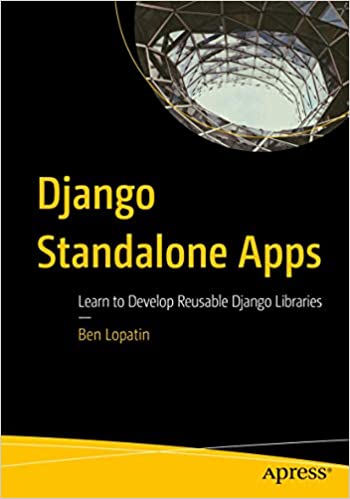 Django
Standalone Apps
Learn to Develop Reusable Django Libraries
—
Ben Lopatin
Apress®